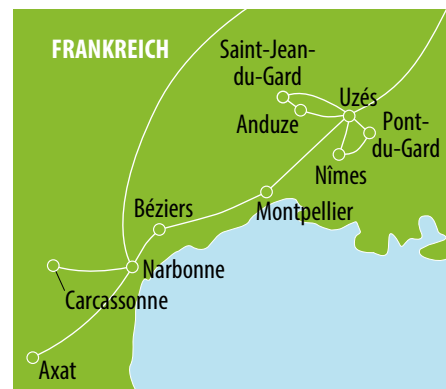 FRANKREICH
Saint-Jean-
du-Gard
Uzés
Anduze
Pont-
du-Gard
Nîmes
Béziers
Montpellier
Narbonne
Carcassonne
Axat